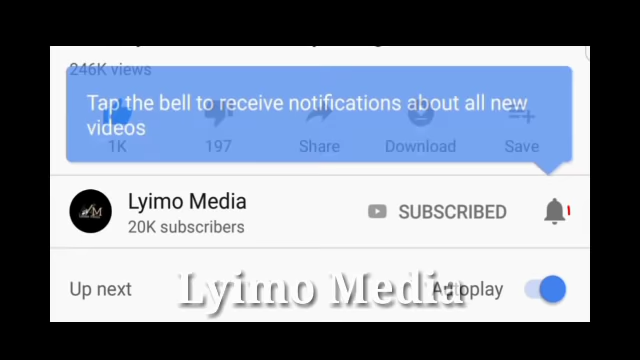 246K views
Tap the bell to receive notifications about all new
videos
1K
197
Share
Download
Save
Lyimo Media
20K subscribers
SUBSCRIBED
Up next
Autoplay
Lyimo Media